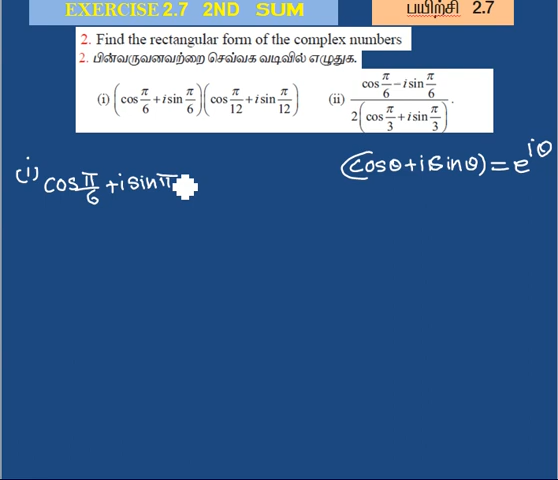 EXERCISE 2.7 2ND SUM
பயிற்சி 2.7
2. Find the rectangular form of the complex numbers
2. பின்வருவனவற்றை செவ்வக வடிவில் எழுதுக.
(i) (cos π/6 + i sin π/6)(cos π/12 + i sin π/12) (ii) (cos π/6 − i sin π/6) / 2(cos π/3 + i sin π/3).
(i) cos π/6 + i sin π
(cosθ + i sinθ) = e^iθ